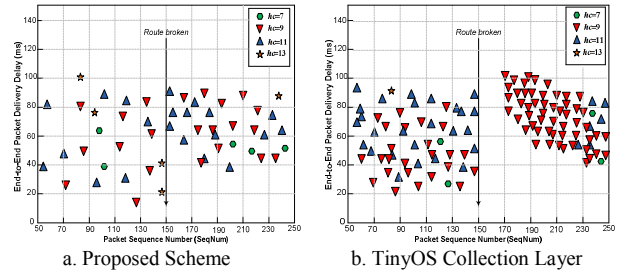 End-to-End Packet Delivery Delay (ms)
140
120
100
80
60
40
20
0
Route broken
hc=7
hc=9
hc=11
hc=13
50 70 90 110 130 150 170 190 210 230 250
Packet Sequence Number (SeqNum)
a. Proposed Scheme
End-to-End Packet Delivery Delay (ms)
140
120
100
80
60
40
20
0
Route broken
hc=7
hc=9
hc=11
hc=13
50 70 90 110 130 150 170 190 210 230 250
Packet Sequence Number (SeqNum)
b. TinyOS Collection Layer